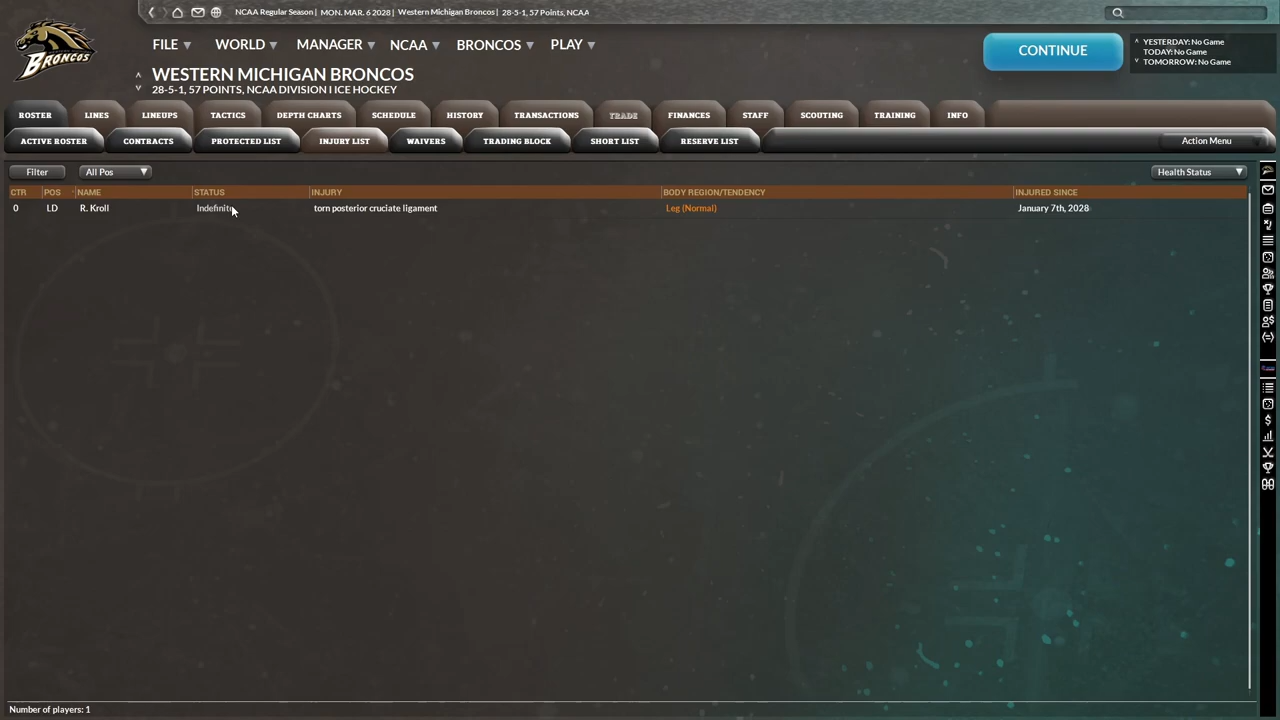 NCAA Regular Season | MON. MAR. 6 2028 | Western Michigan Broncos | 28-5-1, 57 Points, NCAA
FILE WORLD MANAGER NCAA BRONCOS PLAY
CONTINUE
YESTERDAY: No Game
TODAY: No Game
TOMORROW: No Game
BRONCOS
WESTERN MICHIGAN BRONCOS
28-5-1, 57 POINTS, NCAA DIVISION I ICE HOCKEY
ROSTER LINES LINEUPS TACTICS DEPTH CHARTS SCHEDULE HISTORY TRANSACTIONS TRADE FINANCES STAFF SCOUTING TRAINING INFO
ACTIVE ROSTER CONTRACTS PROTECTED LIST INJURY LIST WAIVERS TRADING BLOCK SHORT LIST RESERVE LIST Action Menu
Filter All Pos Health Status
CTR POS NAME STATUS INJURY BODY REGION/TENDENCY INJURED SINCE
0 LD R. Kroll Indefinite torn posterior cruciate ligament Leg (Normal) January 7th, 2028
Number of players: 1